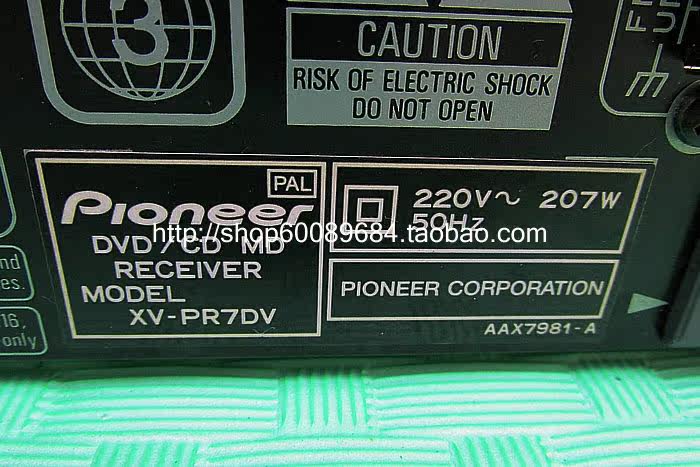 3
CAUTION
RISK OF ELECTRIC SHOCK
DO NOT OPEN
PAL
Pioneer
DVD / CD MD
RECEIVER
MODEL
XV-PR7DV
220V~ 207W
50Hz
PIONEER CORPORATION
AAX7981-A
http://shop60089684.taobao.com/
nd
es.
16,
-only